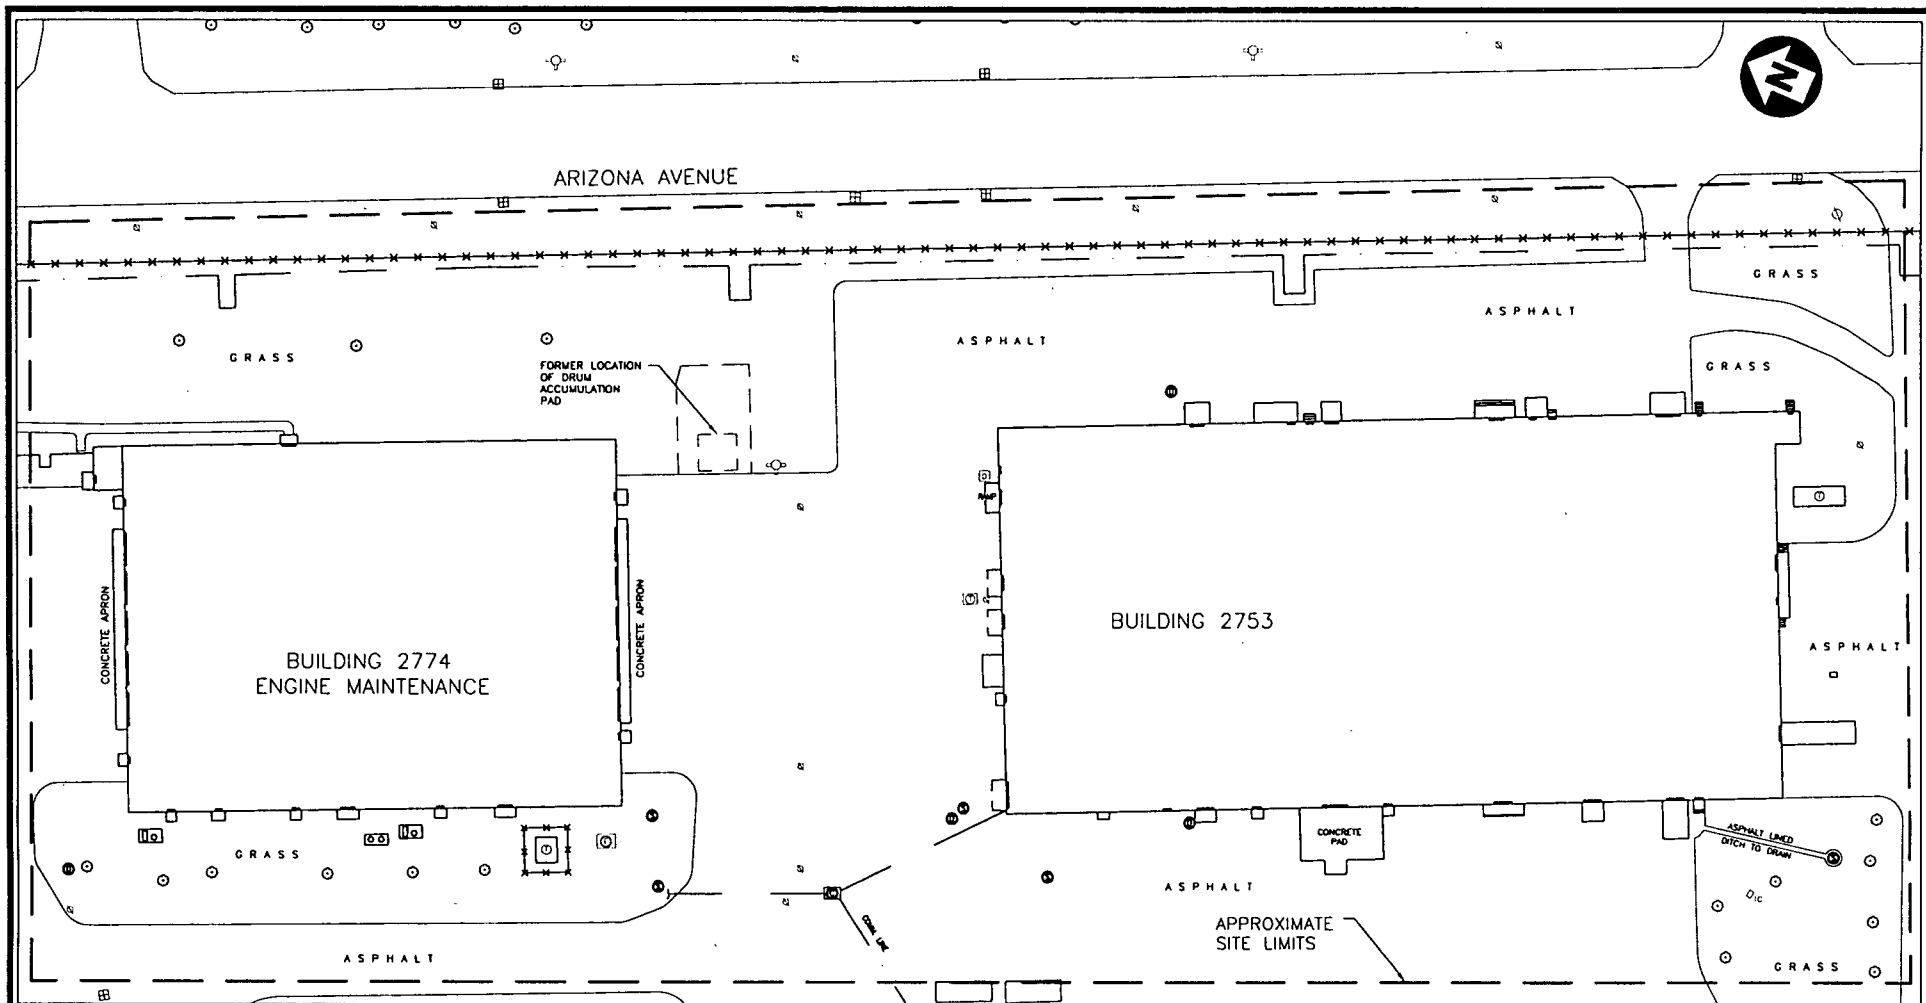 N
ARIZONA AVENUE
GRASS
ASPHALT
ASPHALT
GRASS
GRASS
FORMER LOCATION
OF DRUM
ACCUMULATION
PAD
RAMP
CONCRETE APRON
CONCRETE APRON
BUILDING 2774
ENGINE MAINTENANCE
BUILDING 2753
ASPHALT
GRASS
CONCRETE
PAD
ASPHALT LINED
DITCH TO DRAIN
ASPHALT
COMM. LINE
APPROXIMATE
SITE LIMITS
ASPHALT
GRASS